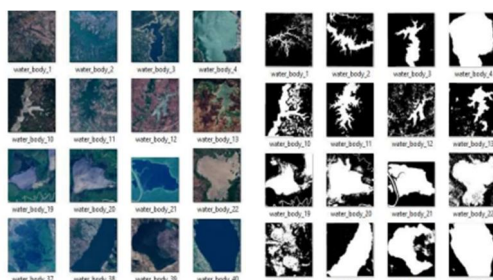 water_body_1 water_body_2 water_body_3 water_body_4
water_body_10 water_body_11 water_body_12 water_body_13
water_body_19 water_body_20 water_body_21 water_body_22
water_body_1 water_body_2 water_body_3 water_body_4
water_body_10 water_body_11 water_body_12
water_body_19 water_body_20 water_body_21